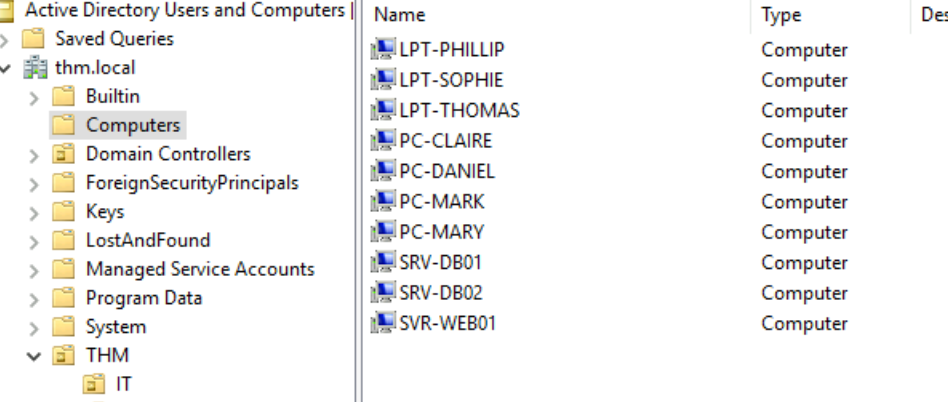 Active Directory Users and Computers [
Saved Queries
thm.local
Builtin
Computers
Domain Controllers
ForeignSecurityPrincipals
Keys
LostAndFound
Managed Service Accounts
Program Data
System
THM
IT
Name Type Des
LPT-PHILLIP Computer
LPT-SOPHIE Computer
LPT-THOMAS Computer
PC-CLAIRE Computer
PC-DANIEL Computer
PC-MARK Computer
PC-MARY Computer
SRV-DB01 Computer
SRV-DB02 Computer
SVR-WEB01 Computer